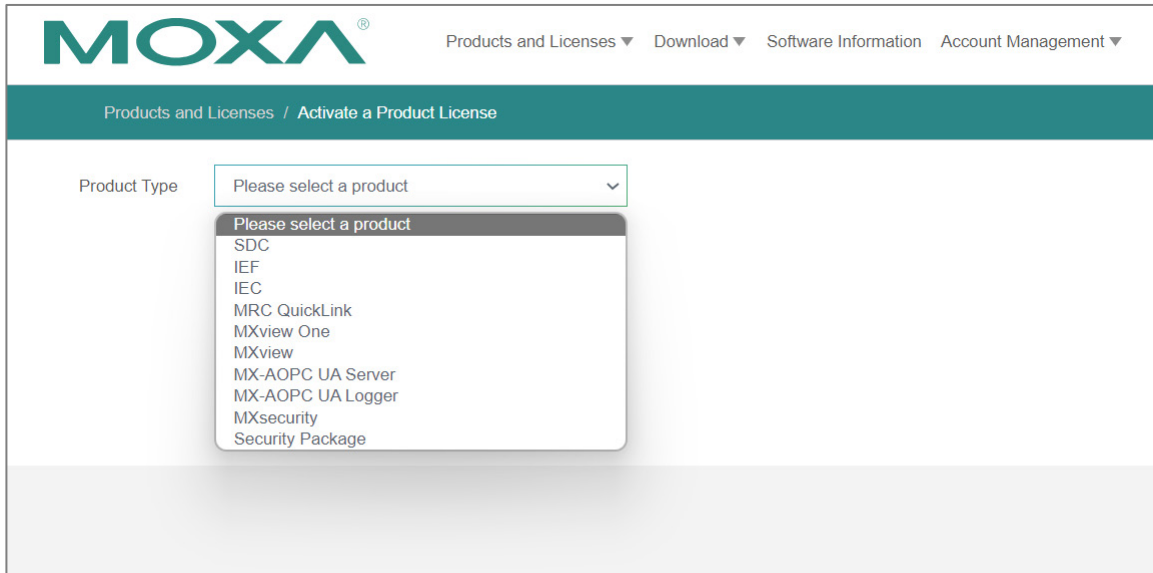 MOXA®
Products and Licenses ▼ Download ▼ Software Information Account Management ▼
Products and Licenses / Activate a Product License
Product Type Please select a product
Please select a product
SDC
IEF
IEC
MRC QuickLink
MXview One
MXview
MX-AOPC UA Server
MX-AOPC UA Logger
MXsecurity
Security Package